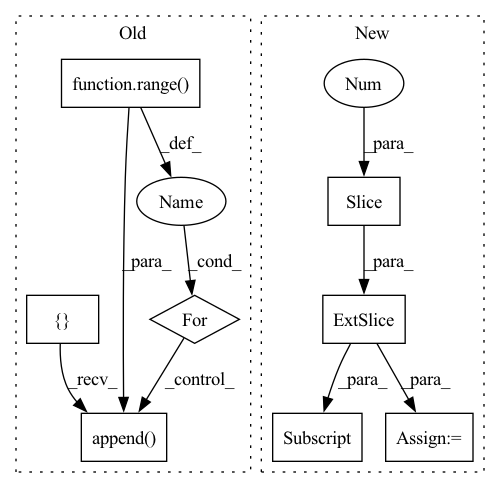 Old
New
function.range()
Num
_def_
_para_
Name
Slice
_para_
_cond_
_para_
{}
For
ExtSlice
_recv_
_control_
_para_
_para_
append()
Subscript
Assign:=